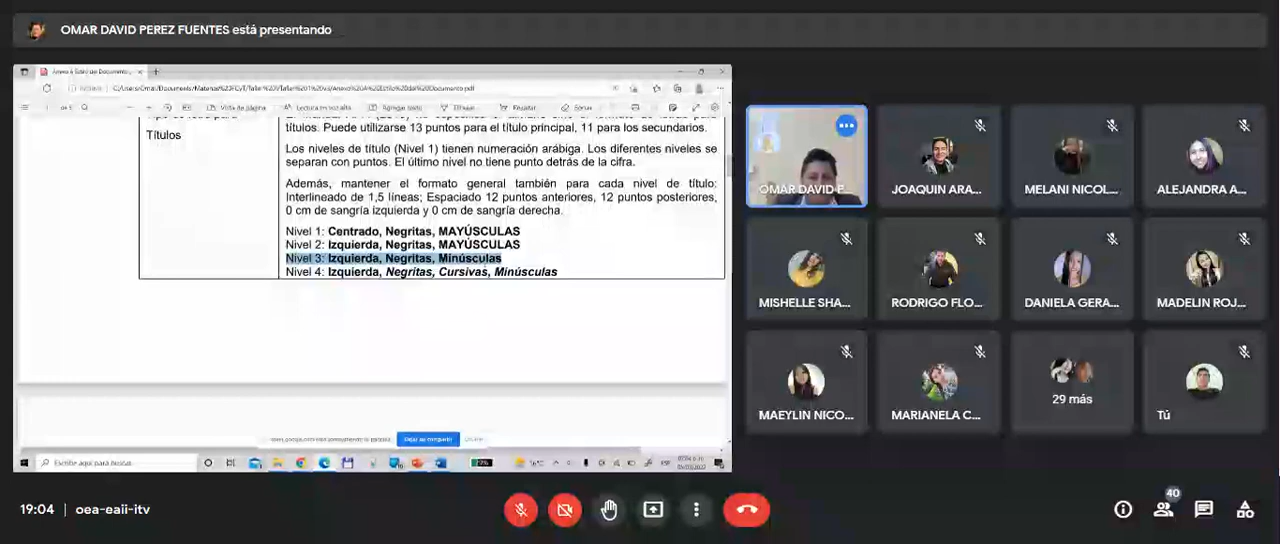 OMAR DAVID PEREZ FUENTES está presentando
Títulos
títulos. Puede utilizarse 13 puntos para el título principal, 11 para los secundarios.
Los niveles de título (Nivel 1) tienen numeración arábiga. Los diferentes niveles se
separan con puntos. El último nivel no tiene punto detrás de la cifra.
Además, mantener el formato general también para cada nivel de título:
Interlineado de 1,5 líneas; Espaciado 12 puntos anteriores, 12 puntos posteriores,
0 cm de sangría izquierda y 0 cm de sangría derecha.
Nivel 1: Centrado, Negritas, MAYÚSCULAS
Nivel 2: Izquierda, Negritas, MAYÚSCULAS
Nivel 3: Izquierda, Negritas, Minúsculas
Nivel 4: Izquierda, Negritas, Cursivas, Minúsculas
Escribe aquí para buscar
16°C
ESP
OMAR DAVID P
JOAQUIN ARA...
MELANI NICOL...
ALEJANDRA A...
MISHELLE SHA...
RODRIGO FLO...
DANIELA GERA...
MADELIN ROJ...
MAEYLIN NICO...
MARIANELA C...
29 más
Tú
19:04 | oea-eaii-itv
40